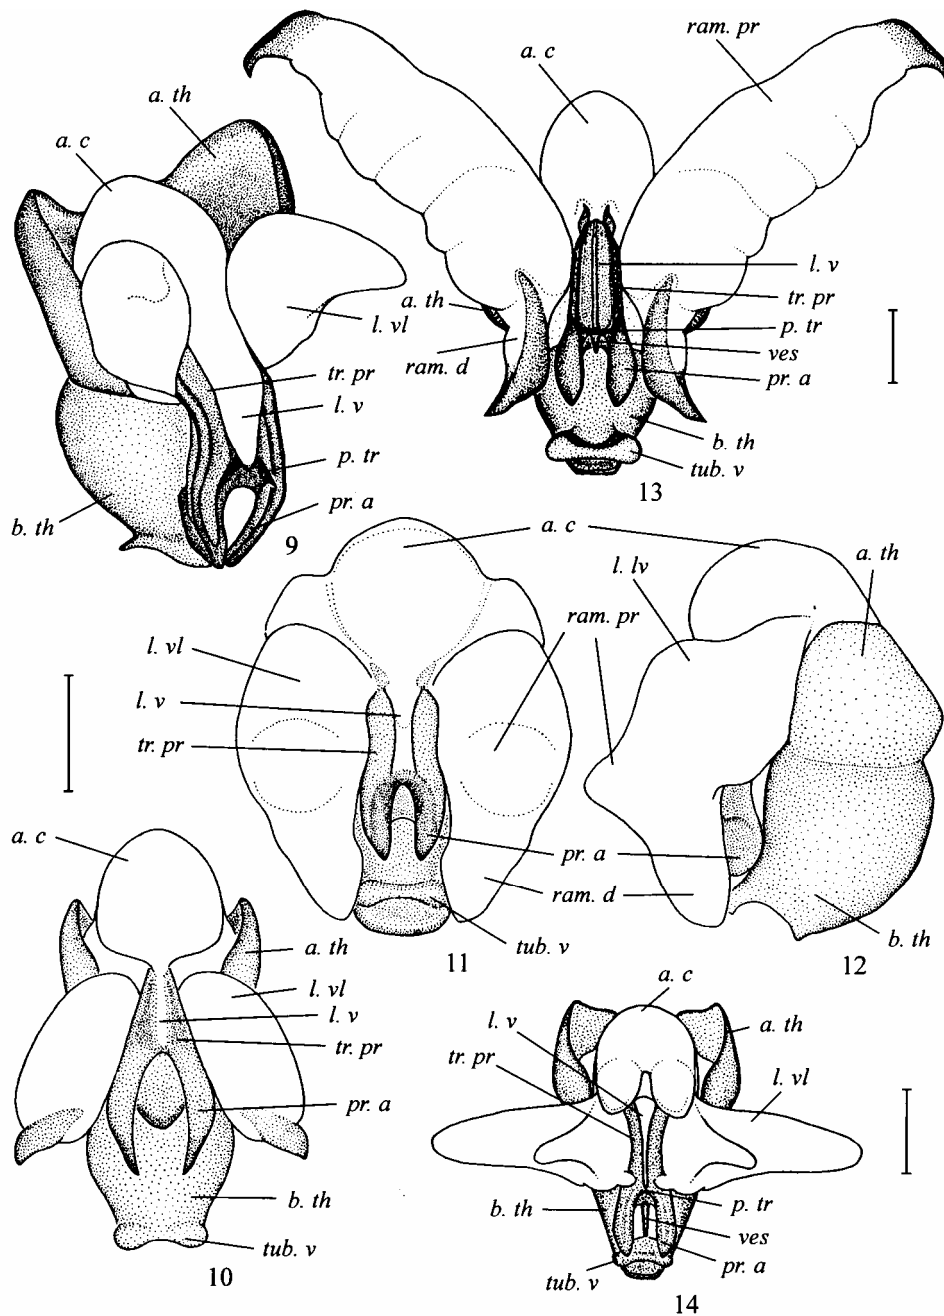 a. th
a. c
l. vl
tr. pr
l. v
p. tr
pr. a
b. th
9
ram. pr
a. c
l. v
tr. pr
p. tr
ves
pr. a
b. th
tub. v
a. th
ram. d
13
a. c
l. vl
l. v
tr. pr
ram. pr
pr. a
ram. d
tub. v
11
l. lv
a. th
b. th
12
a. c
a. th
l. vl
l. v
tr. pr
pr. a
b. th
tub. v
10
a. c
l. v
tr. pr
a. th
l. vl
b. th
p. tr
ves
pr. a
tub. v
14